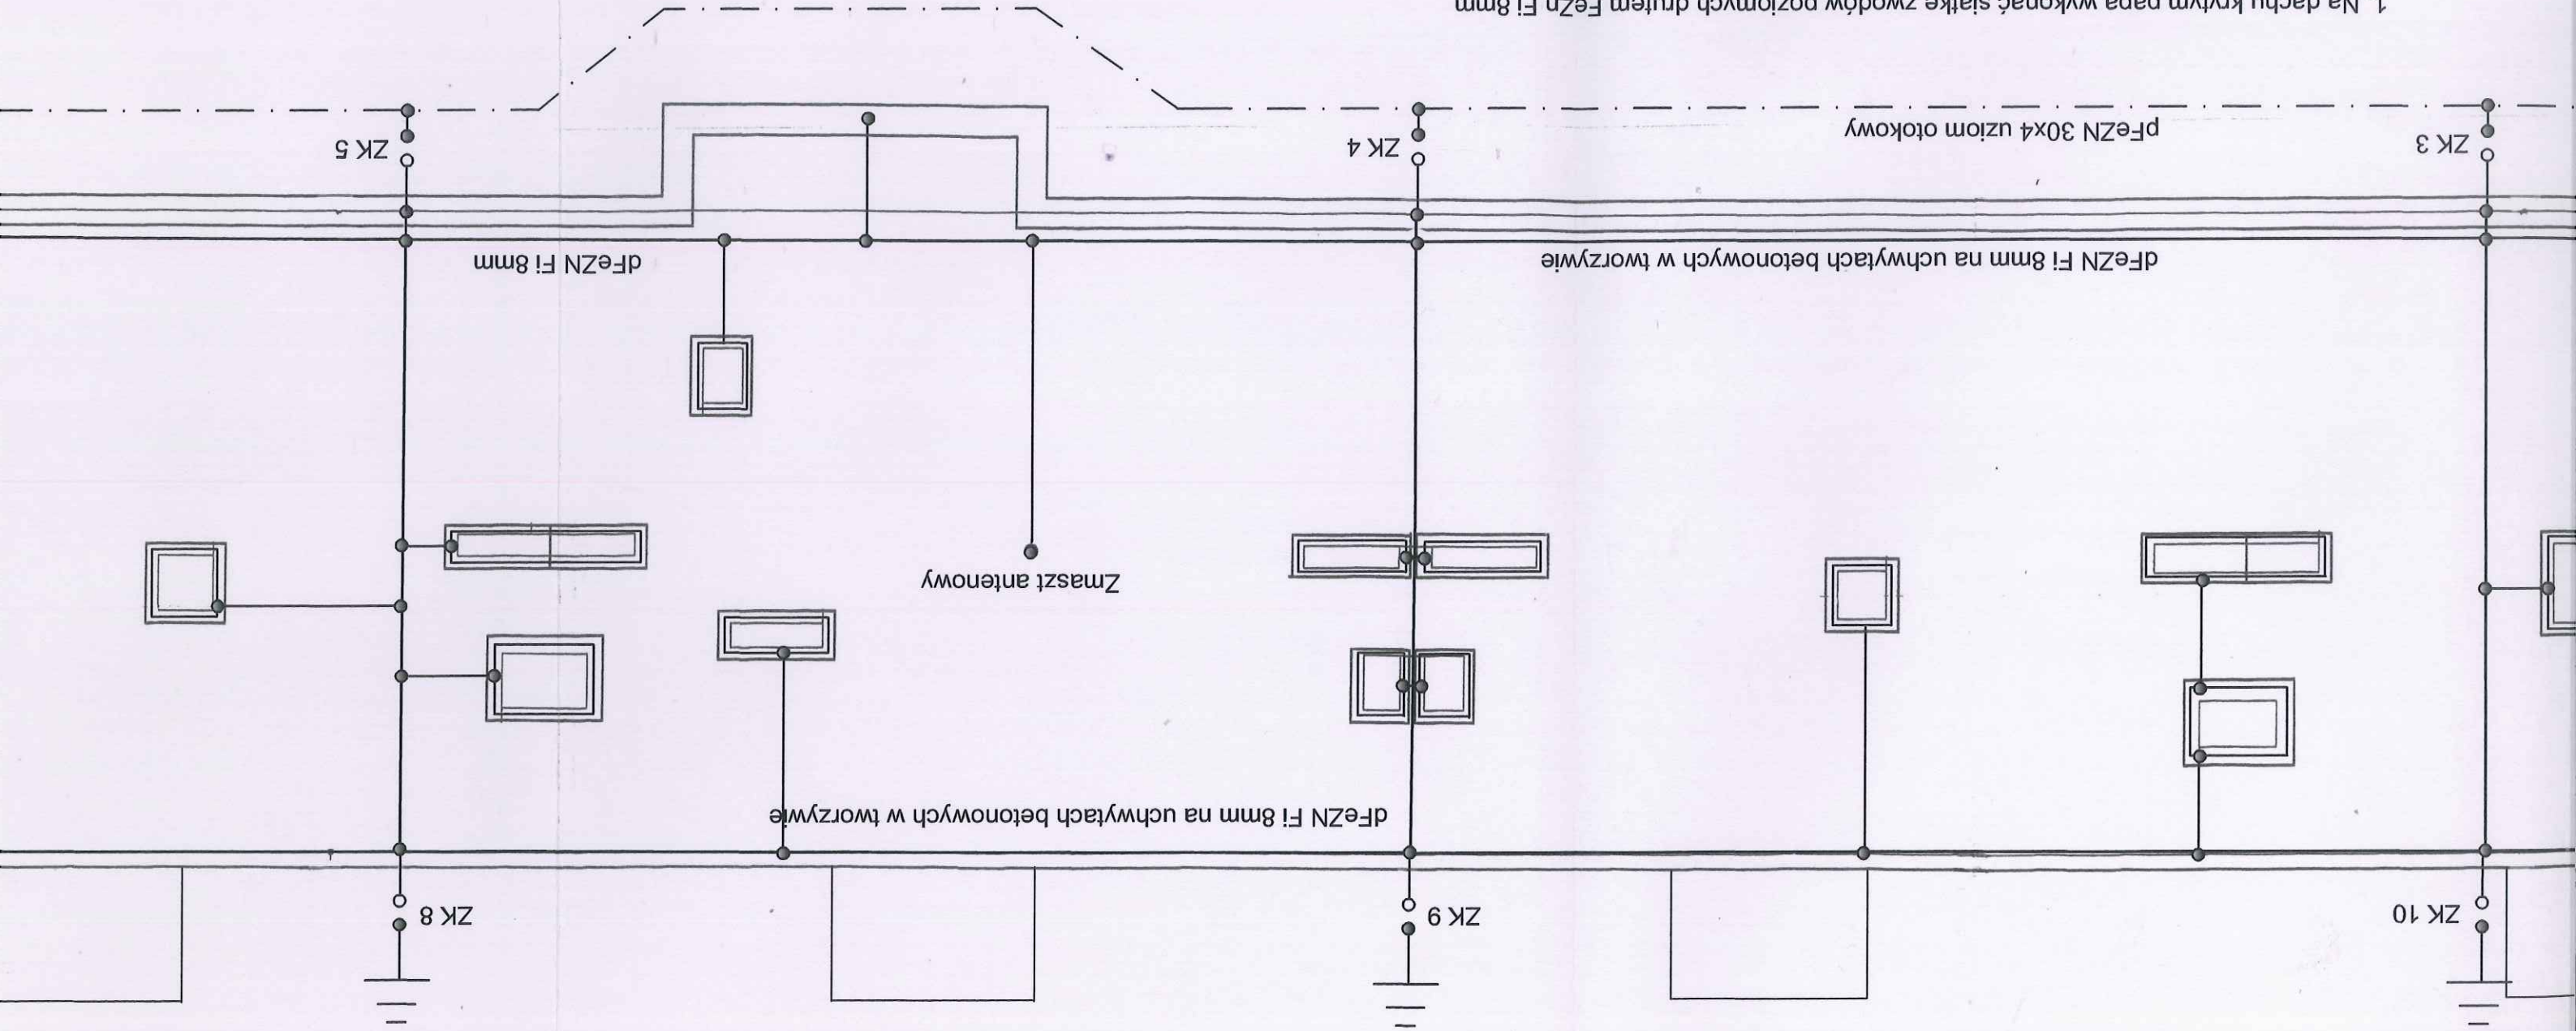 ZK 10
ZK 9
ZK 8
dFeZN Fi 8mm na uchwytach betonowych w tworzywie
Zmaszt antenowy
dFeZN Fi 8mm na uchwytach betonowych w tworzywie
dFeZN Fi 8mm
ZK 3
pFeZN 30x4 uziom otokowy
ZK 4
ZK 5
1. Na dachu krytym papa wykonać siatkę zwodów poziomych drutem FeZn Fi 8mm